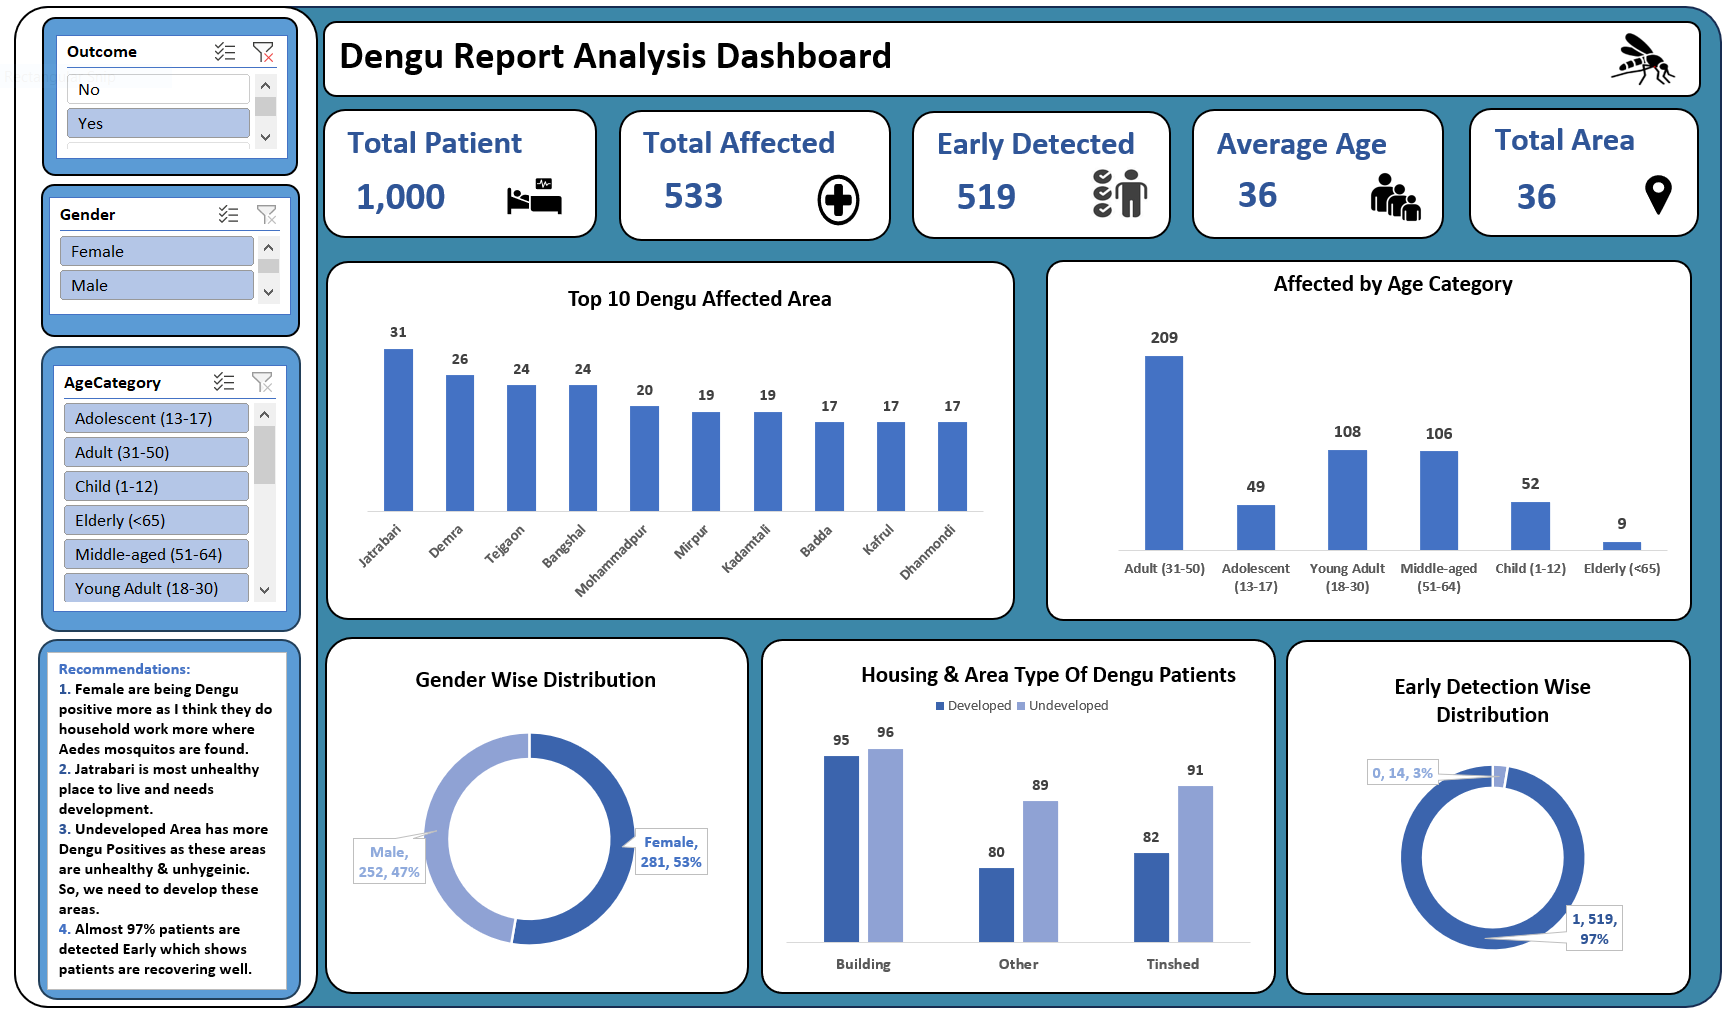 Outcome
No
Yes
Gender
Female
Male
AgeCategory
Adolescent (13-17)
Adult (31-50)
Child (1-12)
Elderly (<65)
Middle-aged (51-64)
Young Adult (18-30)
Recommendations:
1. Female are being Dengu
positive more as I think they do
household work more where
Aedes mosquitos are found.
2. Jatrabari is most unhealthy
place to live and needs
development.
3. Undeveloped Area has more
Dengu Positives as these areas
are unhealthy & unhygeinic.
So, we need to develop these
areas.
4. Almost 97% patients are
detected Early which shows
patients are recovering well.
Dengu Report Analysis Dashboard
Total Patient
1,000
Total Affected
533
Early Detected
519
Average Age
36
Total Area
36
Top 10 Dengu Affected Area
31 26 24 24 20 19 19 17 17 17
Jatrabari Demra Tejgaon Bangshal Mohammadpur Mirpur Kadamtali Badda Kafrul Dhanmondi
Affected by Age Category
209 49 108 106 52 9
Adult (31-50) Adolescent Young Adult Middle-aged Child (1-12) Elderly (<65)
(13-17) (18-30) (51-64)
Gender Wise Distribution
Male,
252, 47%
Female,
281, 53%
Housing & Area Type Of Dengu Patients
Developed Undeveloped
95 96 80 89 82 91
Building Other Tinshed
Early Detection Wise
Distribution
0, 14, 3%
1, 519,
97%